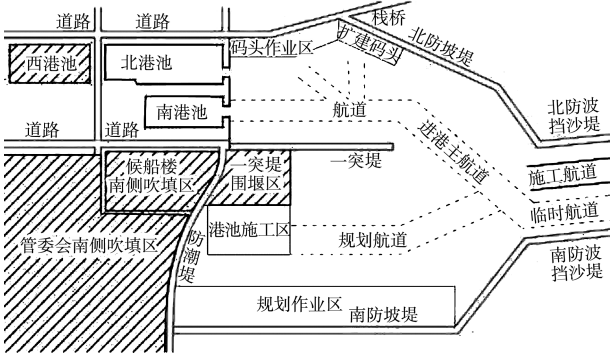 道路
道路
栈桥
码头作业区
扩建码头
北防坡堤
西港池
北港池
南港池
航道
北防波
挡沙堤
道路
道路
进港主航道
一突堤
候船楼
南侧吹填区
一突堤
围堰区
施工航道
临时航道
港池施工区
管委会南侧吹填区
防潮堤
规划航道
南防波
挡沙堤
规划作业区
南防坡堤